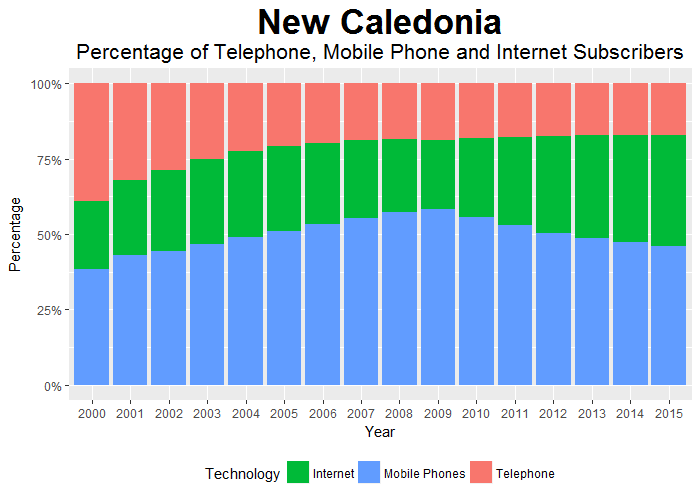 New Caledonia
Percentage of Telephone, Mobile Phone and Internet Subscribers
100%
75%
50%
25%
0%
Percentage
2000 2001 2002 2003 2004 2005 2006 2007 2008 2009 2010 2011 2012 2013 2014 2015
Year
Technology Internet Mobile Phones Telephone